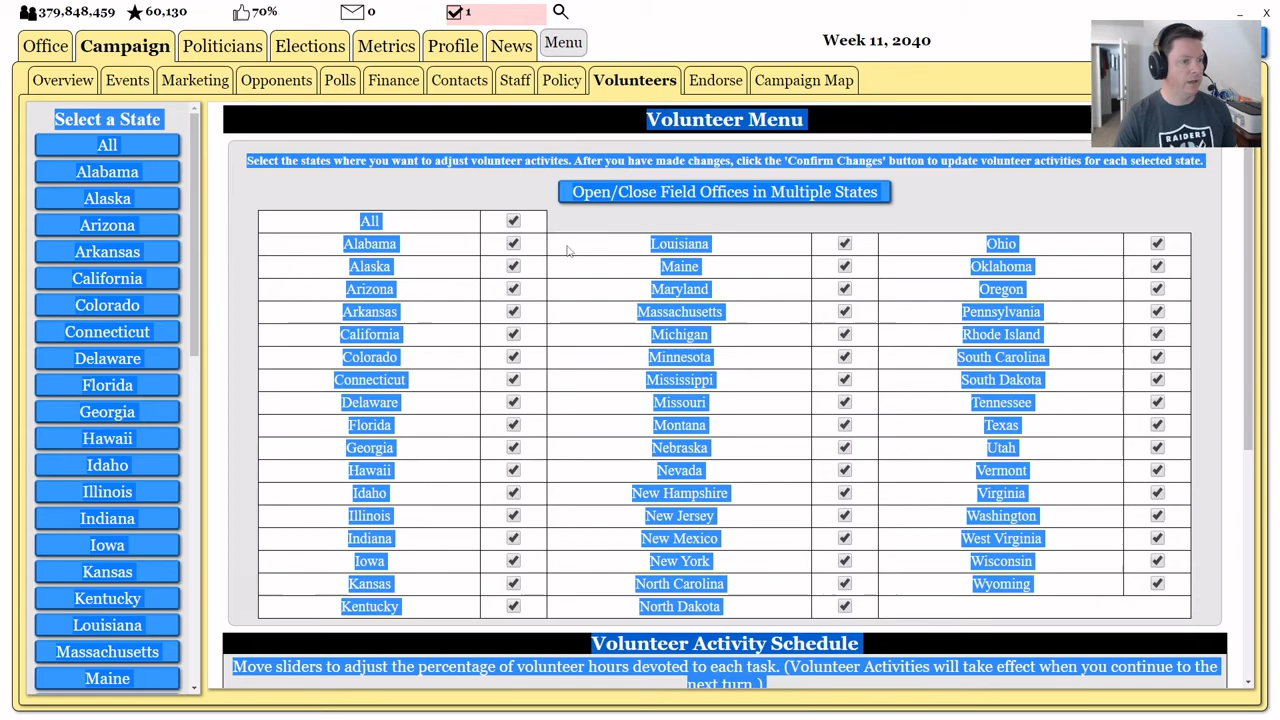 379,848,459 60,130 70% 0 1
Office Campaign Politicians Elections Metrics Profile News Menu Week 11, 2040
Overview Events Marketing Opponents Polls Finance Contacts Staff Policy Volunteers Endorse Campaign Map
Select a State
All
Alabama
Alaska
Arizona
Arkansas
California
Colorado
Connecticut
Delaware
Florida
Georgia
Hawaii
Idaho
Illinois
Indiana
Iowa
Kansas
Kentucky
Louisiana
Massachusetts
Maine
Volunteer Menu
Select the states where you want to adjust volunteer activites. After you have made changes, click the 'Confirm Changes' button to update volunteer activities for each selected state.
Open/Close Field Offices in Multiple States
All
Alabama Louisiana Ohio
Alaska Maine Oklahoma
Arizona Maryland Oregon
Arkansas Massachusetts Pennsylvania
California Michigan Rhode Island
Colorado Minnesota South Carolina
Connecticut Mississippi South Dakota
Delaware Missouri Tennessee
Florida Montana Texas
Georgia Nebraska Utah
Hawaii Nevada Vermont
Idaho New Hampshire Virginia
Illinois New Jersey Washington
Indiana New Mexico West Virginia
Iowa New York Wisconsin
Kansas North Carolina Wyoming
Kentucky North Dakota
Volunteer Activity Schedule
Move sliders to adjust the percentage of volunteer hours devoted to each task. (Volunteer Activities will take effect when you continue to the
next turn.)
RAIDERS